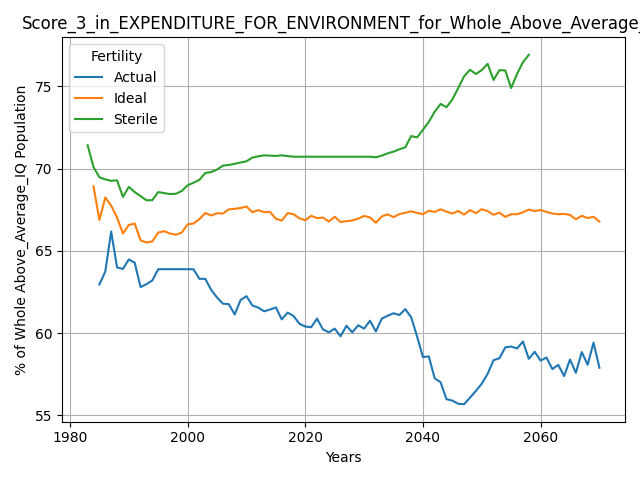 Score_3_in_EXPENDITURE_FOR_ENVIRONMENT_for_Whole_Above_Average_
Fertility
Actual
Ideal
Sterile
75
70
65
60
55
% of Whole Above_Average_IQ Population
1980
2000
2020
2040
2060
Years